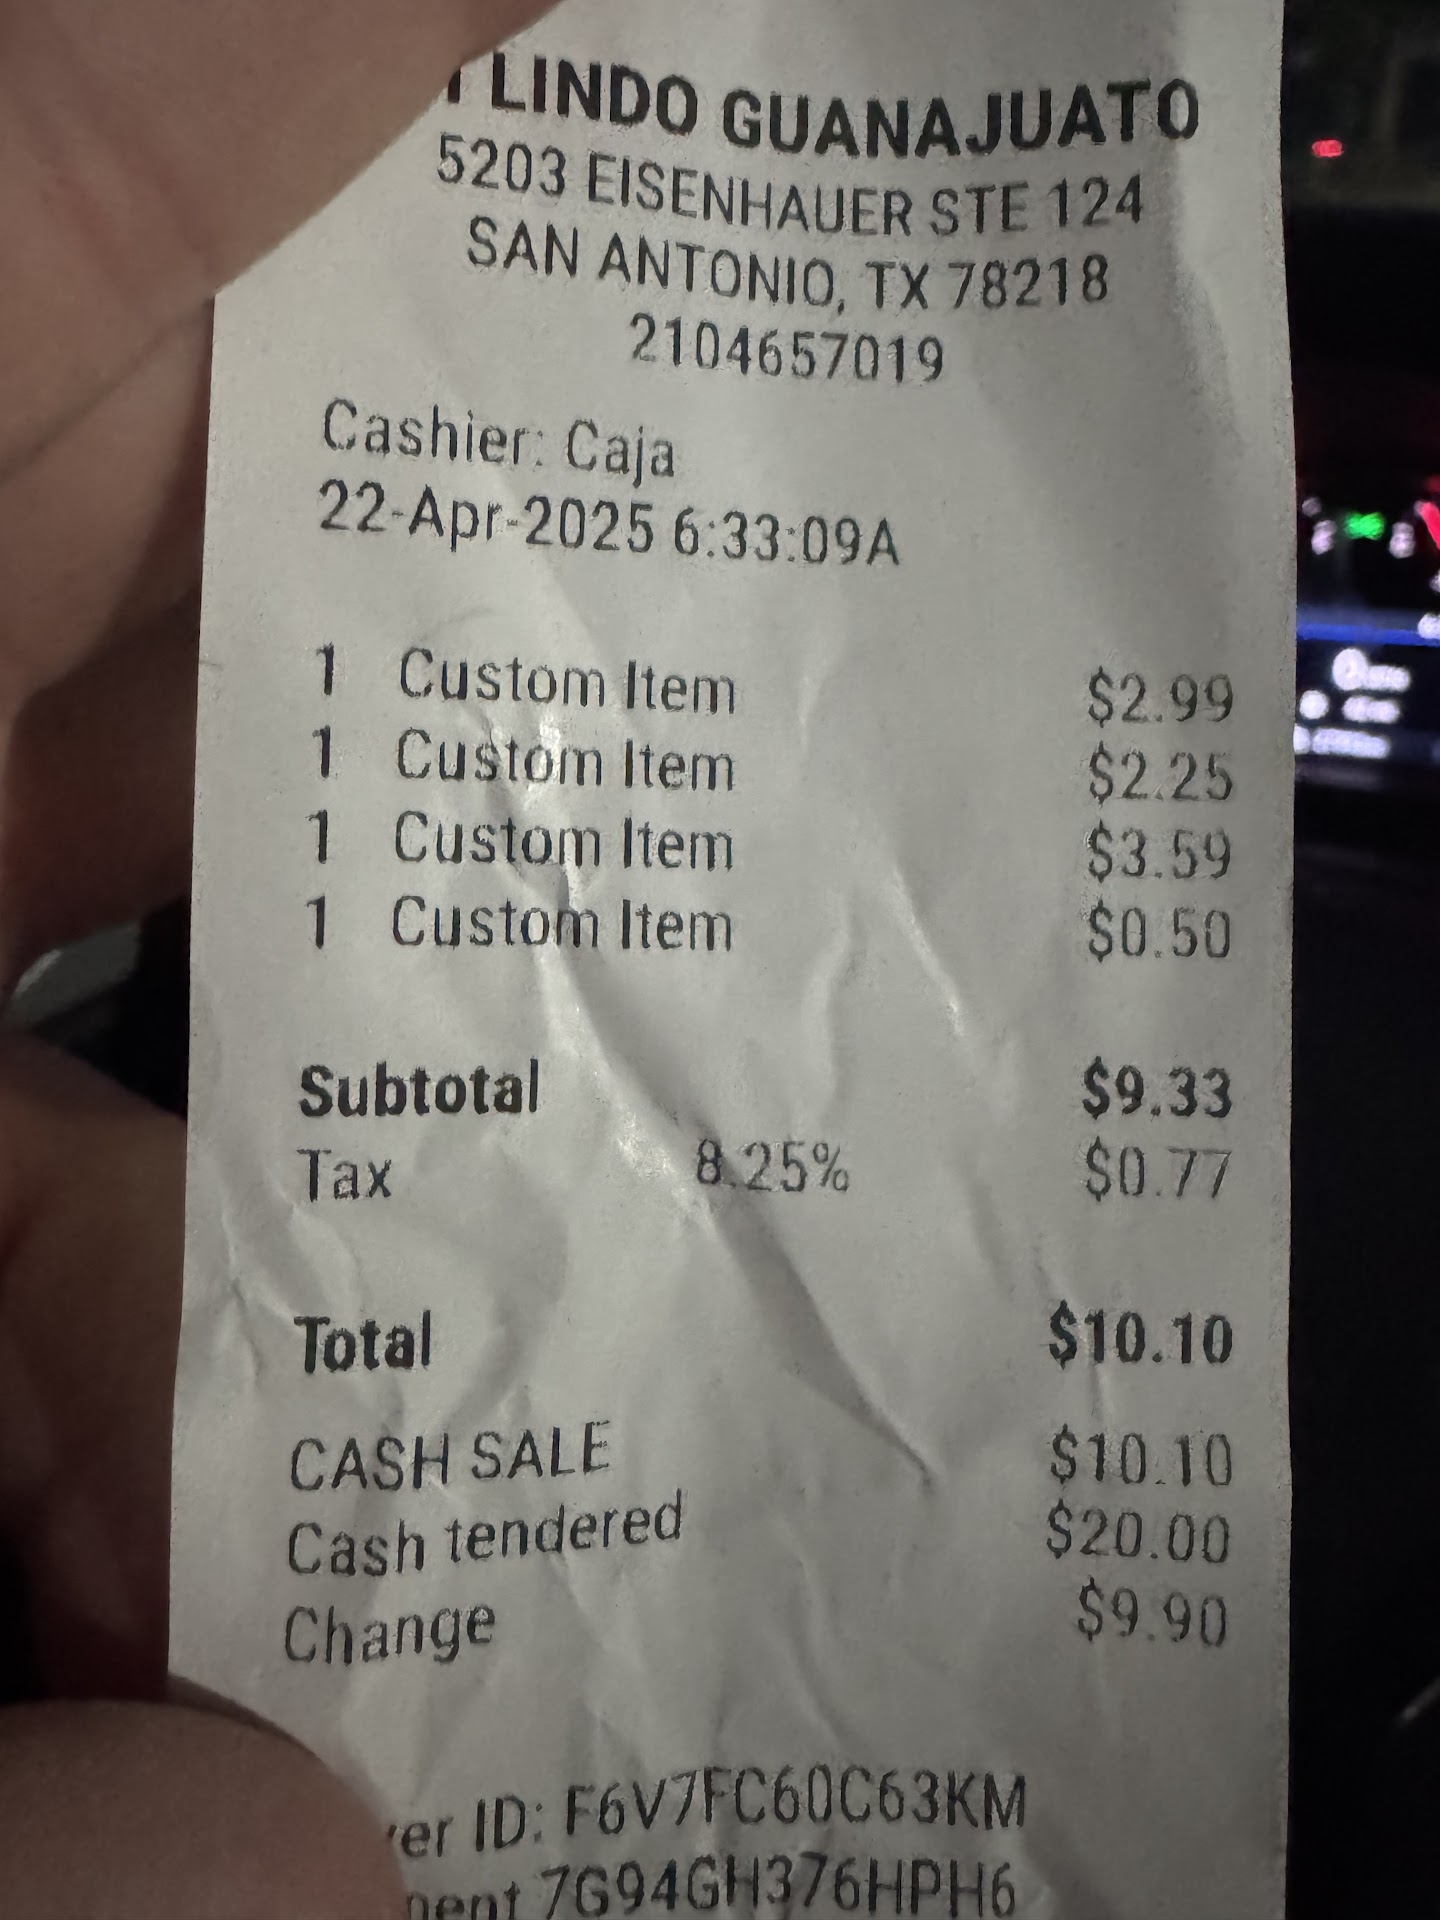 LINDO GUANAJUATO
5203 EISENHAUER STE 124
SAN ANTONIO, TX 78218
2104657019
Cashier: Caja
22-Apr-2025 6:33:09A
1 Custom Item $2.99
1 Custom Item $2.25
1 Custom Item $3.59
1 Custom Item $0.50
Subtotal $9.33
Tax 8.25% $0.77
Total $10.10
CASH SALE $10.10
Cash tendered $20.00
Change $9.90
ID: F6V7FC60C63KM
7G94GH376HPH6